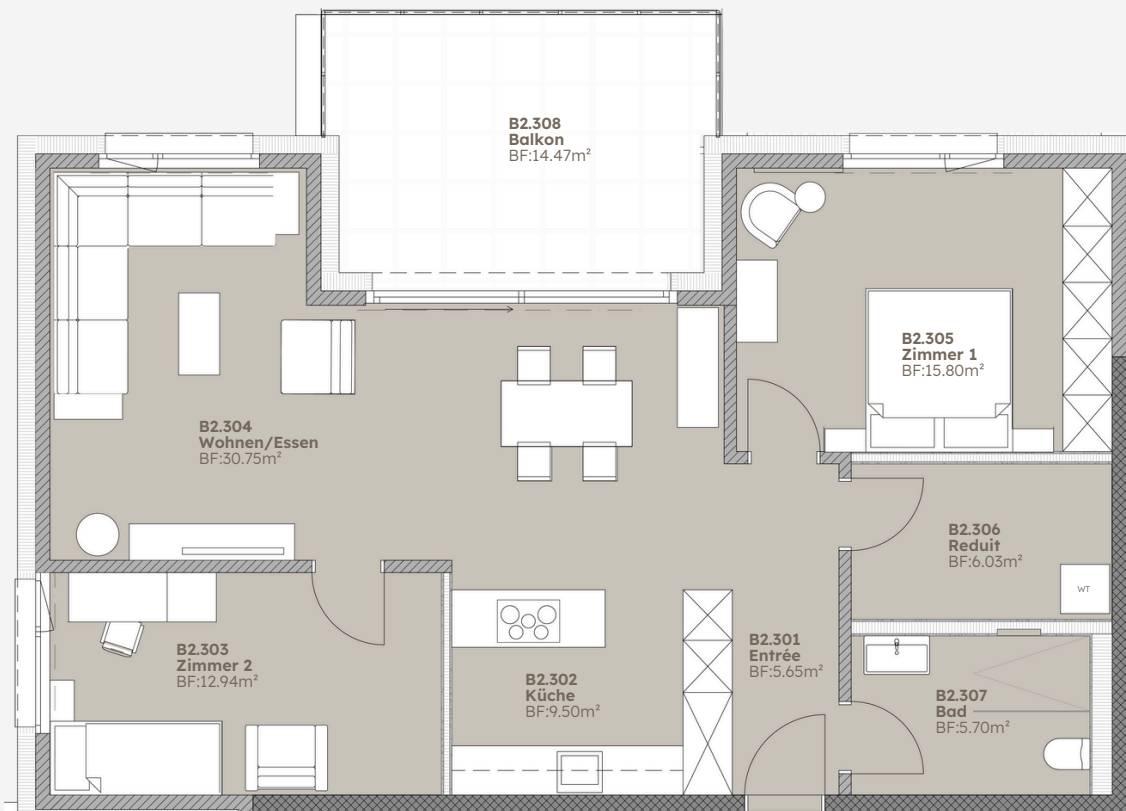 B2.308
Balkon
BF:14.47m²
B2.305
Zimmer 1
BF:15.80m²
B2.304
Wohnen/Essen
BF:30.75m²
B2.306
Reduit
BF:6.03m²
WT
B2.303
Zimmer 2
BF:12.94m²
B2.302
Küche
BF:9.50m²
B2.301
Entrée
BF:5.65m²
B2.307
Bad
BF:5.70m²